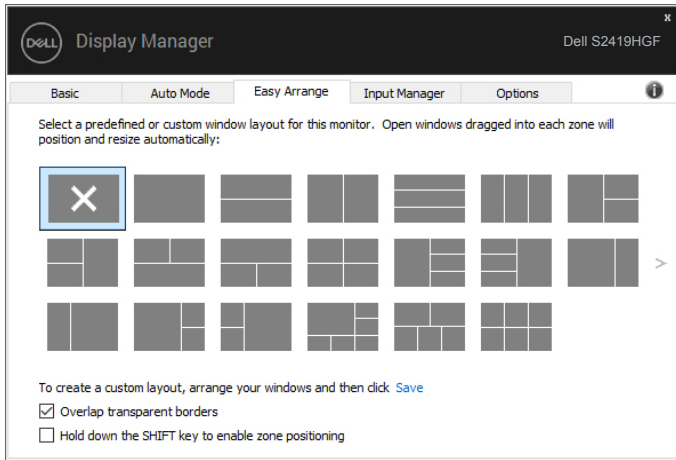 x
DELL Display Manager Dell S2419HGF
Basic Auto Mode Easy Arrange Input Manager Options i
Select a predefined or custom window layout for this monitor. Open windows dragged into each zone will
position and resize automatically:
>
To create a custom layout, arrange your windows and then click Save
Overlap transparent borders
Hold down the SHIFT key to enable zone positioning